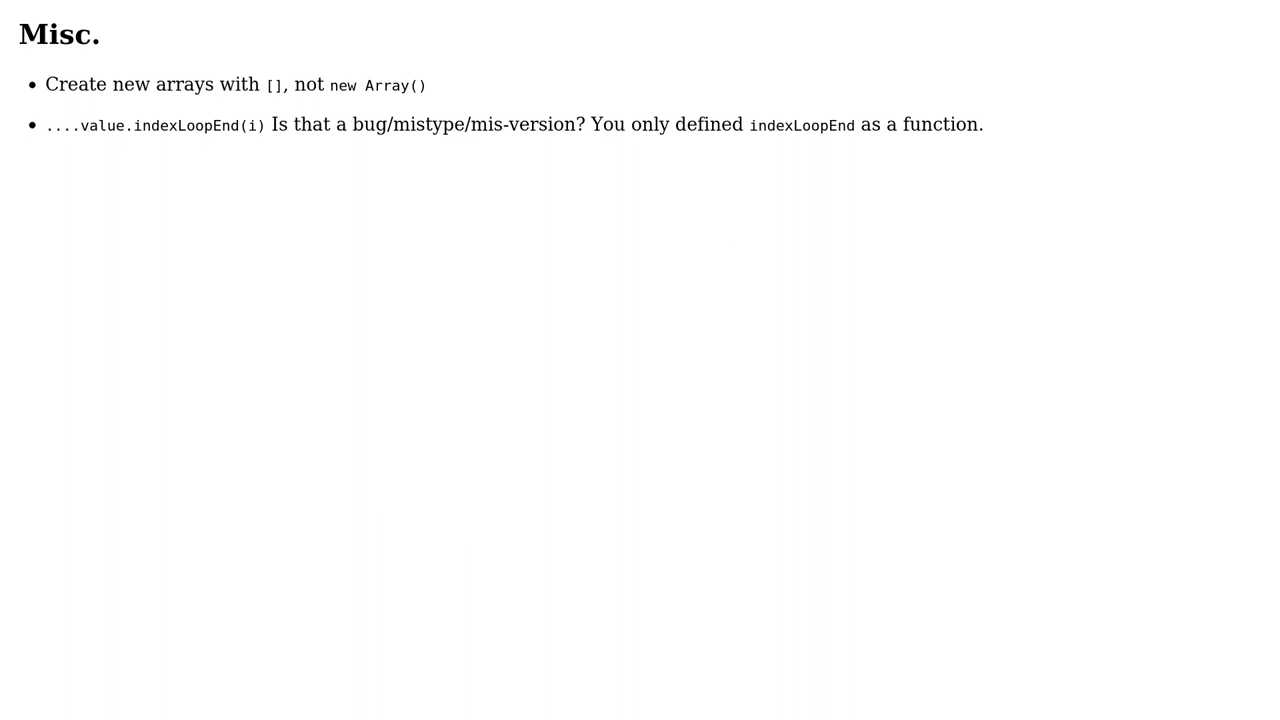 Misc.
• Create new arrays with [], not new Array()
• ....value.indexLoopEnd(i) Is that a bug/mistype/mis-version? You only defined indexLoopEnd as a function.